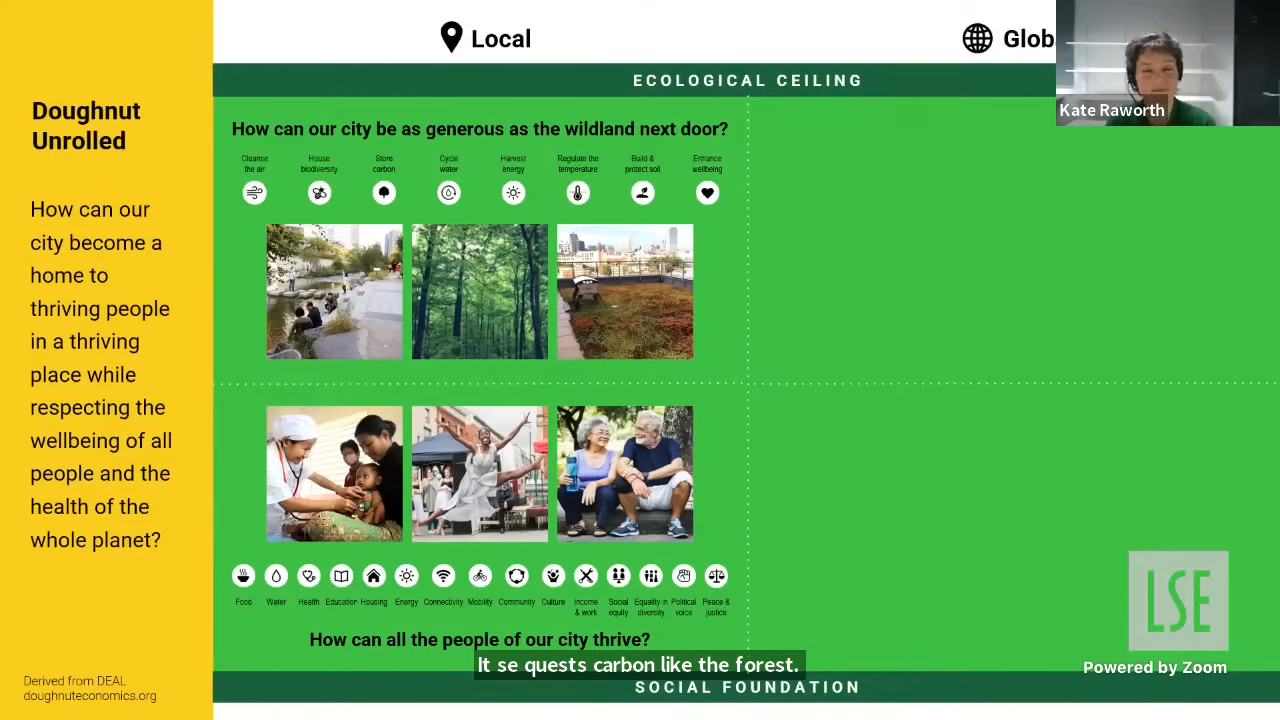 Local
Glob
ECOLOGICAL CEILING
Kate Raworth
Doughnut
Unrolled
How can our
city become a
home to
thriving people
in a thriving
place while
respecting the
wellbeing of all
people and the
health of the
whole planet?
Derived from DEAL
doughnuteconomics.org
How can our city be as generous as the wildland next door?
Cleanse
the air
House
biodiversity
Store
carbon
Cycle
water
Harvest
energy
Regulate the
temperature
Build &
protect soil
Enhance
wellbeing
Food
Water
Health
Education
Housing
Energy
Connectivity
Mobility
Community
Culture
Income
& work
Social
equity
Equality in
diversity
Political
voice
Peace &
justice
How can all the people of our city thrive?
It se quests carbon like the forest.
SOCIAL FOUNDATION
LSE
Powered by Zoom